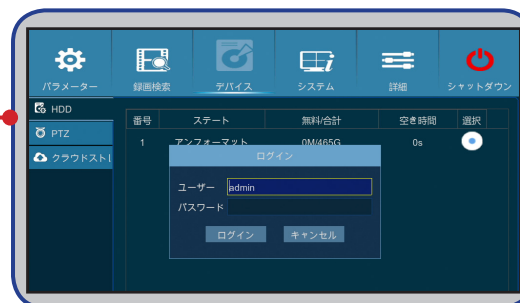 パラメーター 録画検索 デバイス システム 詳細 シャットダウン
HDD
PTZ
クラウドスト
番号 ステート 無料/合計 空き時間 選択
1 アンフォーマット 0M/465G 0s
ログイン
ユーザー admin
パスワード
ログイン キャンセル